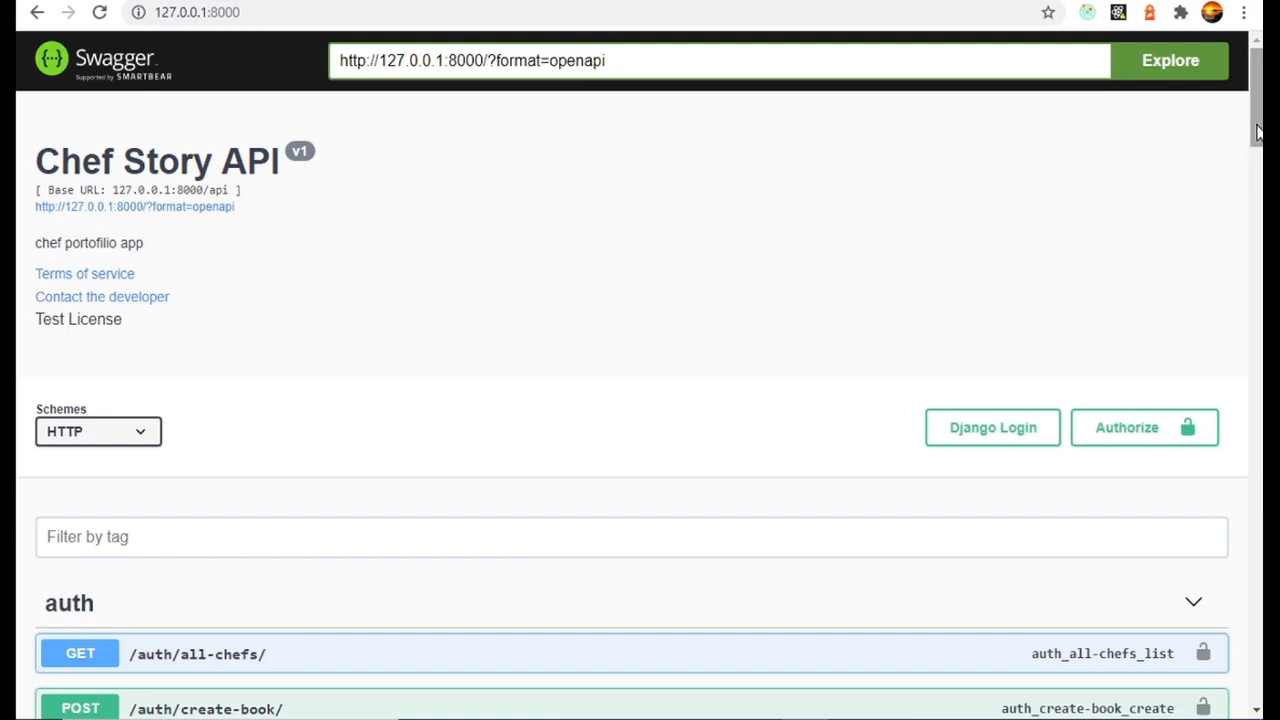 127.0.0.1:8000
Swagger
Supported by SMARTBEAR
http://127.0.0.1:8000/?format=openapi
Explore
Chef Story API v1
[ Base URL: 127.0.0.1:8000/api ]
http://127.0.0.1:8000/?format=openapi
chef portofilio app
Terms of service
Contact the developer
Test License
Schemes
HTTP
Django Login
Authorize
Filter by tag
auth
GET /auth/all-chefs/ auth_all-chefs_list
POST /auth/create-book/ auth_create-book_create